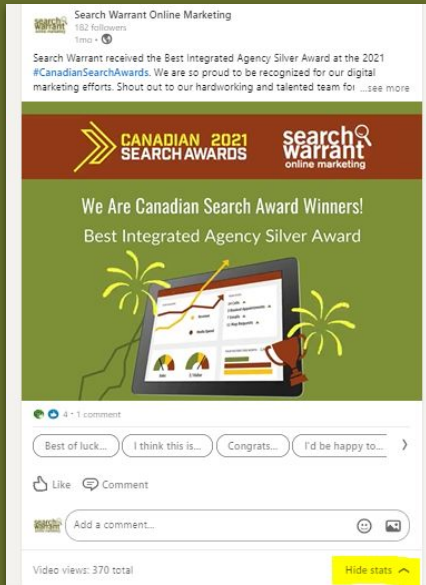 Search Warrant Online Marketing
182 followers
1mo •
Search Warrant received the Best Integrated Agency Silver Award at the 2021
#CanadianSearchAwards. We are so proud to be recognized for our digital
marketing efforts. Shout out to our hardworking and talented team for ...see more
CANADIAN 2021
SEARCH AWARDS
search
warrant
online marketing
We Are Canadian Search Award Winners!
Best Integrated Agency Silver Award
4 • 1 comment
Best of luck...
I think this is...
Congrats...
I'd be happy to...
Like
Comment
Add a comment...
Video views: 370 total
Hide stats